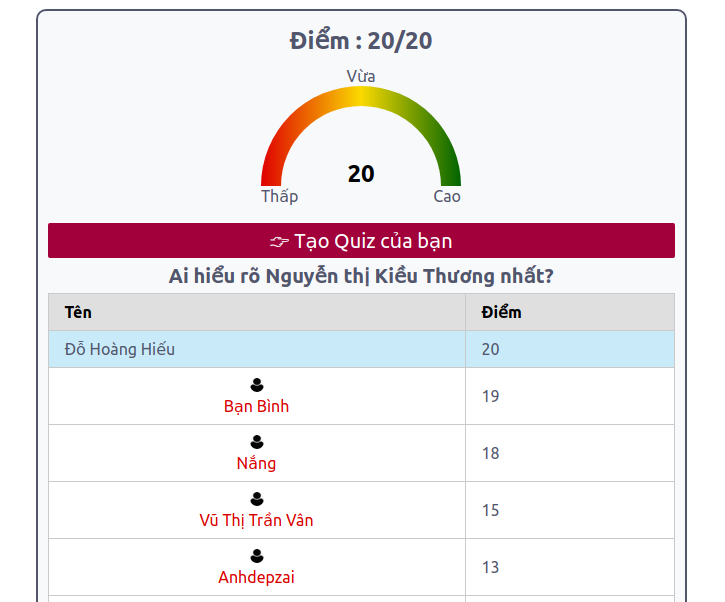 Điểm : 20/20
Vừa
20
Thấp
Cao
👉 Tạo Quiz của bạn
Ai hiểu rõ Nguyễn thị Kiều Thương nhất?
Tên Điểm
Đỗ Hoàng Hiếu 20
Bạn Bình 19
Nắng 18
Vũ Thị Trần Vân 15
Anhdepzai 13